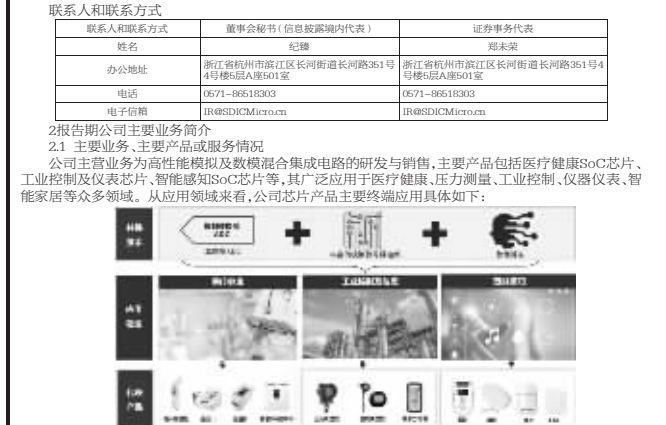 联系人和联系方式
联系人和联系方式 董事会秘书(信息披露境内代表) 证券事务代表
姓名 纪臻 郑未荣
办公地址 浙江省杭州市滨江区长河街道长河路351号4号楼5层A座501室 浙江省杭州市滨江区长河街道长河路351号4号楼5层A座501室
电话 0571-86518303 0571-86518303
电子信箱 IR@SDICMicro.cn IR@SDICMicro.cn
2报告期公司主要业务简介
2.1 主要业务、主要产品或服务情况
公司主营业务为高性能模拟及数模混合集成电路的研发与销售,主要产品包括医疗健康SoC芯片、
工业控制及仪表芯片、智能感知SoC芯片等,其广泛应用于医疗健康、压力测量、工业控制、仪器仪表、智
能家居等众多领域。从应用领域来看,公司芯片产品主要终端应用具体如下: